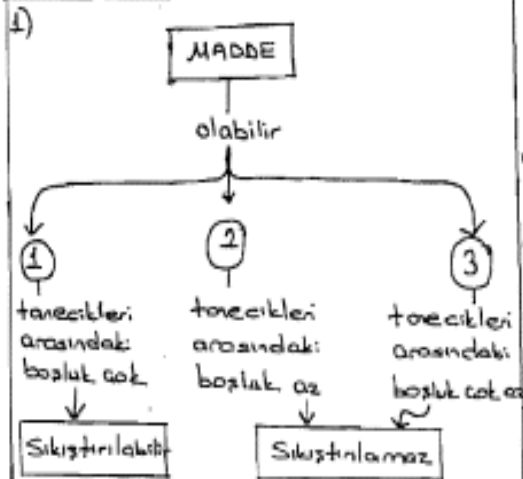 1)
MADDE
olabilir
1
2
3
tanecikleri
arasındaki
boşluk çok
tanecikleri
arasındaki
boşluk az
tanecikleri
arasındaki
boşluk çok az
Sıkıştırılabilir
Sıkıştırılamaz